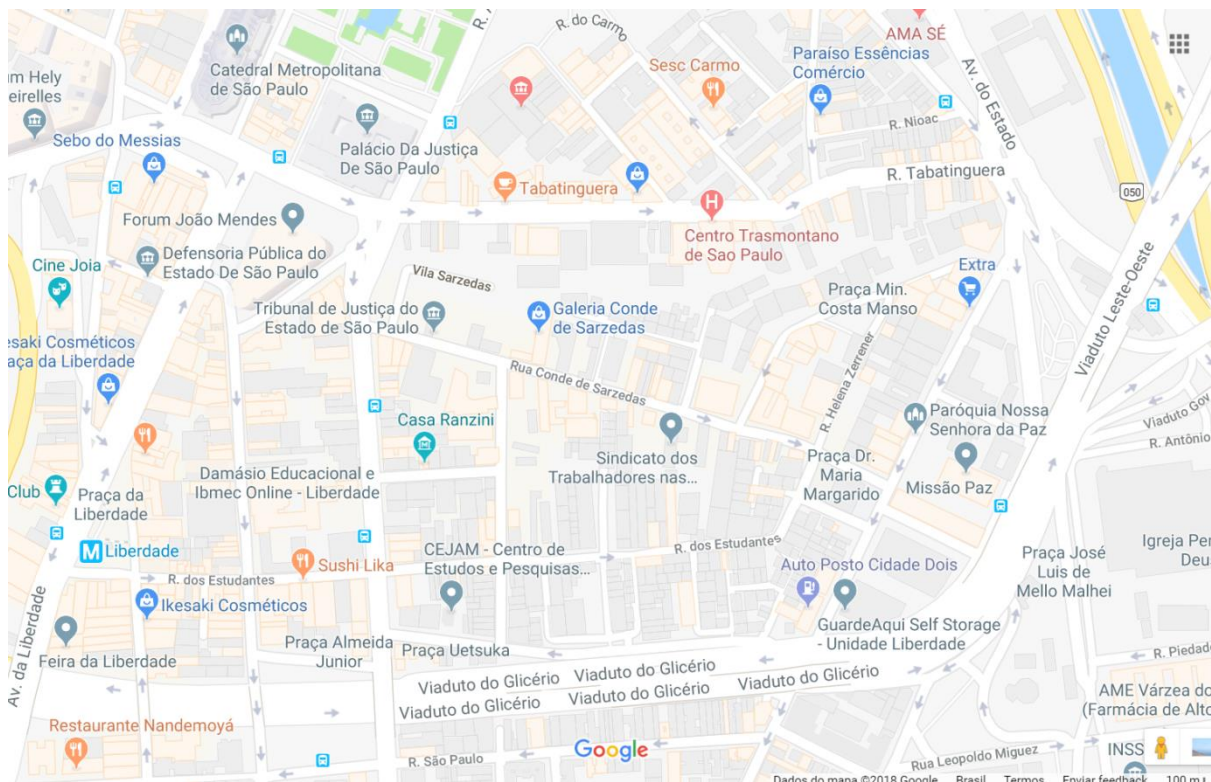 R. do Carmo
AMA SÉ
Catedral Metropolitana
de São Paulo
Sesc Carmo
Paraíso Essências
Comércio
um Hely
eirelles
Av. do Estado
R. Nioac
Sebo do Messias
Palácio Da Justiça
De São Paulo
Tabatinguera
R. Tabatinguera
050
H
Forum João Mendes
Centro Trasmontano
de Sao Paulo
Defensoria Pública do
Estado De São Paulo
Cine Joia
Vila Sarzedas
Extra
Praça Min.
Costa Manso
Viaduto Leste-Oeste
Tribunal de Justiça do
Estado de São Paulo
Galeria Conde
de Sarzedas
kesaki Cosméticos
aça da Liberdade
Rua Conde de Sarzedas
R. Helena Zerrener
Viaduto Gov
R. Antônio
Casa Ranzini
Paróquia Nossa
Senhora da Paz
Sindicato dos
Trabalhadores nas...
Praça Dr.
Maria
Margarido
Missão Paz
Damásio Educacional e
Ibmec Online - Liberdade
Club
Praça da
Liberdade
M Liberdade
R. dos Estudantes
CEJAM - Centro de
Estudos e Pesquisas...
Sushi Lika
R. dos Estudantes
Auto Posto Cidade Dois
Praça José
Luis de
Mello Malhei
Igreja Pen
Deus
Ikesaki Cosméticos
GuardeAqui Self Storage
- Unidade Liberdade
Av. da Liberdade
Feira da Liberdade
Praça Almeida
Junior
Praça Uetsuka
R. Piedade
Viaduto do Glicério
Viaduto do Glicério
Viaduto do Glicério
Viaduto do Glicério
Viaduto do Glicério
AME Várzea do
(Farmácia de Alto
Restaurante Nandemoyá
Google
R. São Paulo
Rua Leopoldo Miguez
INSS
Dados do mapa ©2018 Google Brasil Termos Enviar feedback 100 m